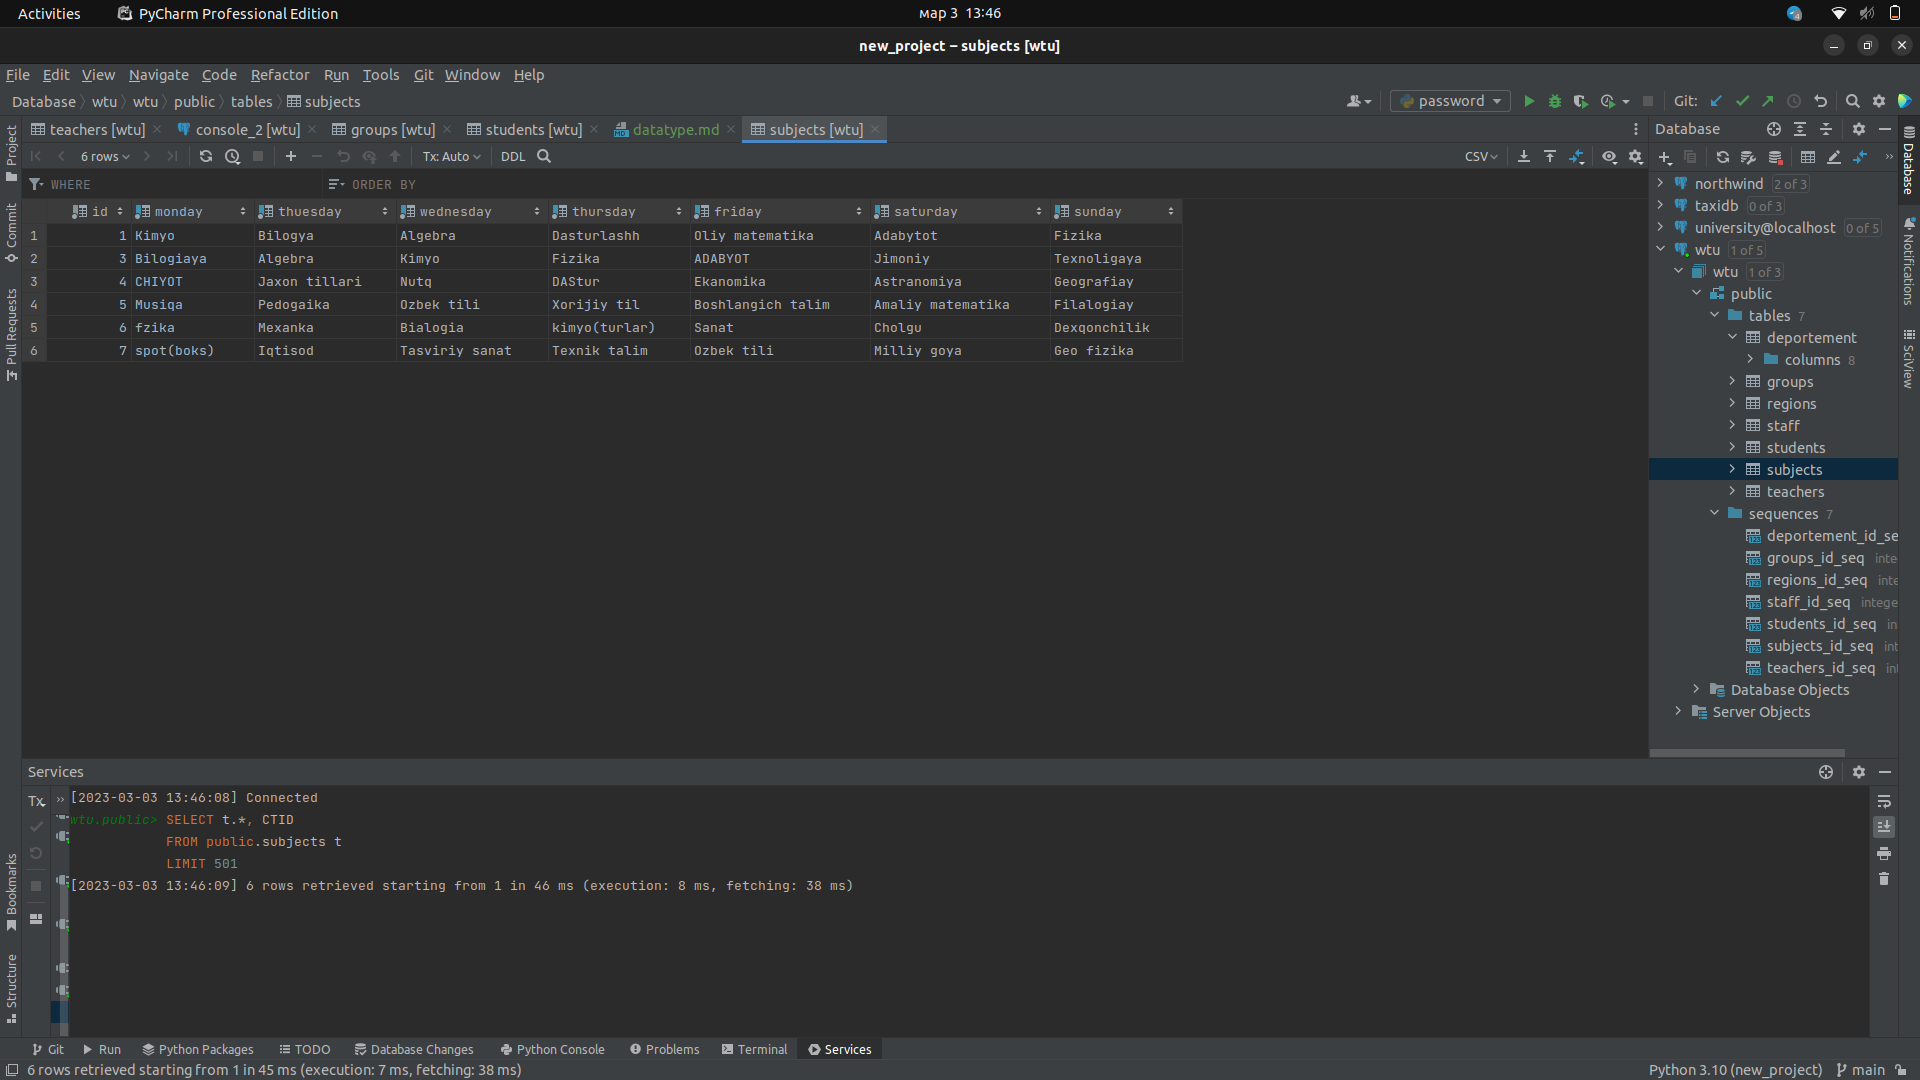 Activities PyCharm Professional Edition мар 3 13:46
new_project – subjects [wtu]
File Edit View Navigate Code Refactor Run Tools Git Window Help
Database wtu wtu public tables subjects password Git:
teachers [wtu] console_2 [wtu] groups [wtu] students [wtu] datatype.md subjects [wtu]
6 rows Tx: Auto DDL CSV
WHERE ORDER BY
id monday thuesday wednesday thursday friday saturday sunday
1 1 Kimyo Bilogya Algebra Dasturlashh Oliy matematika Adabytot Fizika
2 3 Bilogiaya Algebra Kimyo Fizika ADABYOT Jimoniy Texnoligaya
3 4 CHIYOT Jaxon tillari Nutq DAStur Ekanomika Astranomiya Geografiay
4 5 Musiqa Pedogaika Ozbek tili Xorijiy til Boshlangich talim Amaliy matematika Filalogiay
5 6 fzika Mexanka Bialogia kimyo(turlar) Sanat Cholgu Dexqonchilik
6 7 spot(boks) Iqtisod Tasviriy sanat Texnik talim Ozbek tili Milliy goya Geo fizika
Database
northwind 2 of 3
taxidb 0 of 3
university@localhost 0 of 5
wtu 1 of 5
wtu 1 of 3
public
tables 7
deportement
columns 8
groups
regions
staff
students
subjects
teachers
sequences 7
deportement_id_se
groups_id_seq inte
regions_id_seq inte
staff_id_seq intege
students_id_seq in
subjects_id_seq int
teachers_id_seq int
Database Objects
Server Objects
Project
Commit
Pull Requests
Bookmarks
Structure
Database
Notifications
SciView
Services
Tx
[2023-03-03 13:46:08] Connected
wtu.public> SELECT t.*, CTID
FROM public.subjects t
LIMIT 501
[2023-03-03 13:46:09] 6 rows retrieved starting from 1 in 46 ms (execution: 8 ms, fetching: 38 ms)
Git Run Python Packages TODO Database Changes Python Console Problems Terminal Services
6 rows retrieved starting from 1 in 45 ms (execution: 7 ms, fetching: 38 ms) Python 3.10 (new_project) main